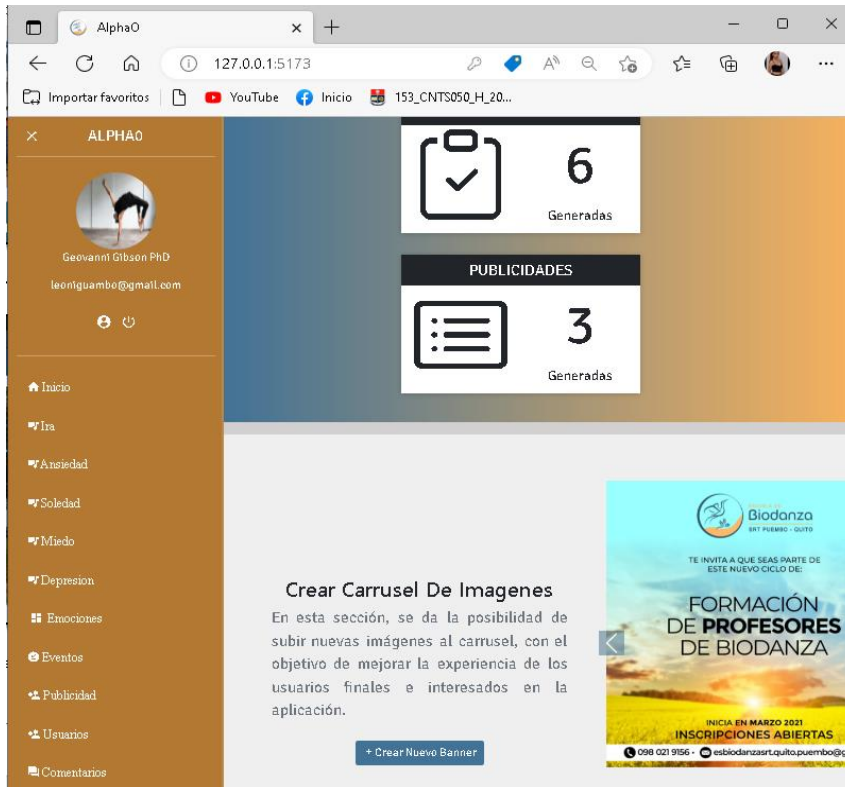 AlphaO
127.0.0.1:5173
Importar favoritos
YouTube
Inicio
153_CNTS050_H_20...
ALPHAO
Geovanni Gibson PhD
leoniguambo@gmail.com
Inicio
Ira
Ansiedad
Soledad
Miedo
Depresion
Emociones
Eventos
Publicidad
Usuarios
Comentarios
6
Generadas
PUBLICIDADES
3
Generadas
Crear Carrusel De Imagenes
En esta sección, se da la posibilidad de
subir nuevas imágenes al carrusel, con el
objetivo de mejorar la experiencia de los
usuarios finales e interesados en la
aplicación.
+ Crear Nuevo Banner
Biodanza
SRT PUEMBO - QUITO
TE INVITA A QUE SEAS PARTE DE
ESTE NUEVO CICLO DE:
FORMACIÓN
DE PROFESORES
DE BIODANZA
INICIA EN MARZO 2021
INSCRIPCIONES ABIERTAS
098 021 9156 - esbiodanzasrt.quito.puembo@g